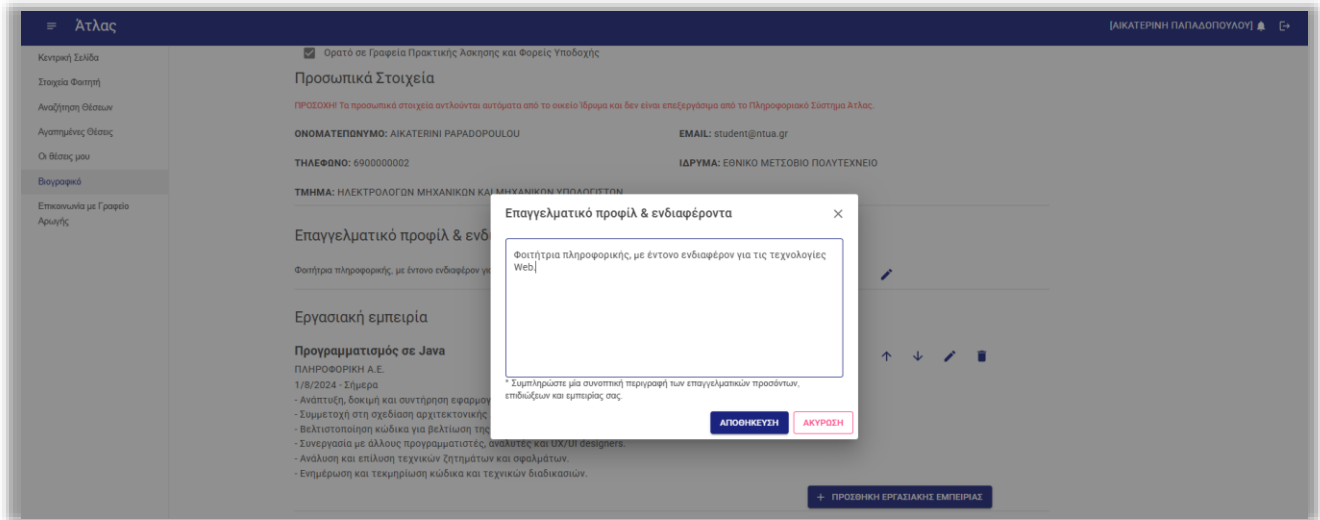 Άτλας
[ΑΙΚΑΤΕΡΙΝΗ ΠΑΠΑΔΟΠΟΥΛΟΥ]
Κεντρική Σελίδα
Στοιχεία Φοιτητή
Αναζήτηση Θέσεων
Αγαπημένες Θέσεις
Οι θέσεις μου
Βιογραφικό
Επικοινωνία με Γραφείο
Αρωγής
Ορατό σε Γραφεία Πρακτικής Άσκησης και Φορείς Υποδοχής
Προσωπικά Στοιχεία
ΠΡΟΣΟΧΗ! Τα προσωπικά στοιχεία αντλούνται αυτόματα από το οικείο Ίδρυμα και δεν είναι επεξεργάσιμα από το Πληροφοριακό Σύστημα Άτλας.
ΟΝΟΜΑΤΕΠΩΝΥΜΟ: AIKATERINI PAPADOPOULOU
EMAIL: student@ntua.gr
ΤΗΛΕΦΩΝΟ: 6900000002
ΙΔΡΥΜΑ: ΕΘΝΙΚΟ ΜΕΤΣΟΒΙΟ ΠΟΛΥΤΕΧΝΕΙΟ
ΤΜΗΜΑ: ΗΛΕΚΤΡΟΛΟΓΩΝ ΜΗΧΑΝΙΚΩΝ ΚΑΙ ΜΗΧΑΝΙΚΩΝ ΥΠΟΛΟΓΙΣΤΩΝ
Επαγγελματικό προφίλ & ενδι
Φοιτήτρια πληροφορικής, με έντονο ενδιαφέρον γι
Επαγγελματικό προφίλ & ενδιαφέροντα
Φοιτήτρια πληροφορικής, με έντονο ενδιαφέρον για τις τεχνολογίες
Web.
* Συμπληρώστε μία συνοπτική περιγραφή των επαγγελματικών προσόντων,
επιδιώξεων και εμπειρίας σας.
ΑΠΟΘΗΚΕΥΣΗ
ΑΚΥΡΩΣΗ
Εργασιακή εμπειρία
Προγραμματισμός σε Java
ΠΛΗΡΟΦΟΡΙΚΗ Α.Ε.
1/8/2024 - Σήμερα
- Ανάπτυξη, δοκιμή και συντήρηση εφαρμογ
- Συμμετοχή στη σχεδίαση αρχιτεκτονικής
- Βελτιστοποίηση κώδικα για βελτίωση της
- Συνεργασία με άλλους προγραμματιστές, αναλυτές και UX/UI designers.
- Ανάλυση και επίλυση τεχνικών ζητημάτων και σφαλμάτων.
- Ενημέρωση και τεκμηρίωση κώδικα και τεχνικών διαδικασιών.
+ ΠΡΟΣΘΗΚΗ ΕΡΓΑΣΙΑΚΗΣ ΕΜΠΕΙΡΙΑΣ